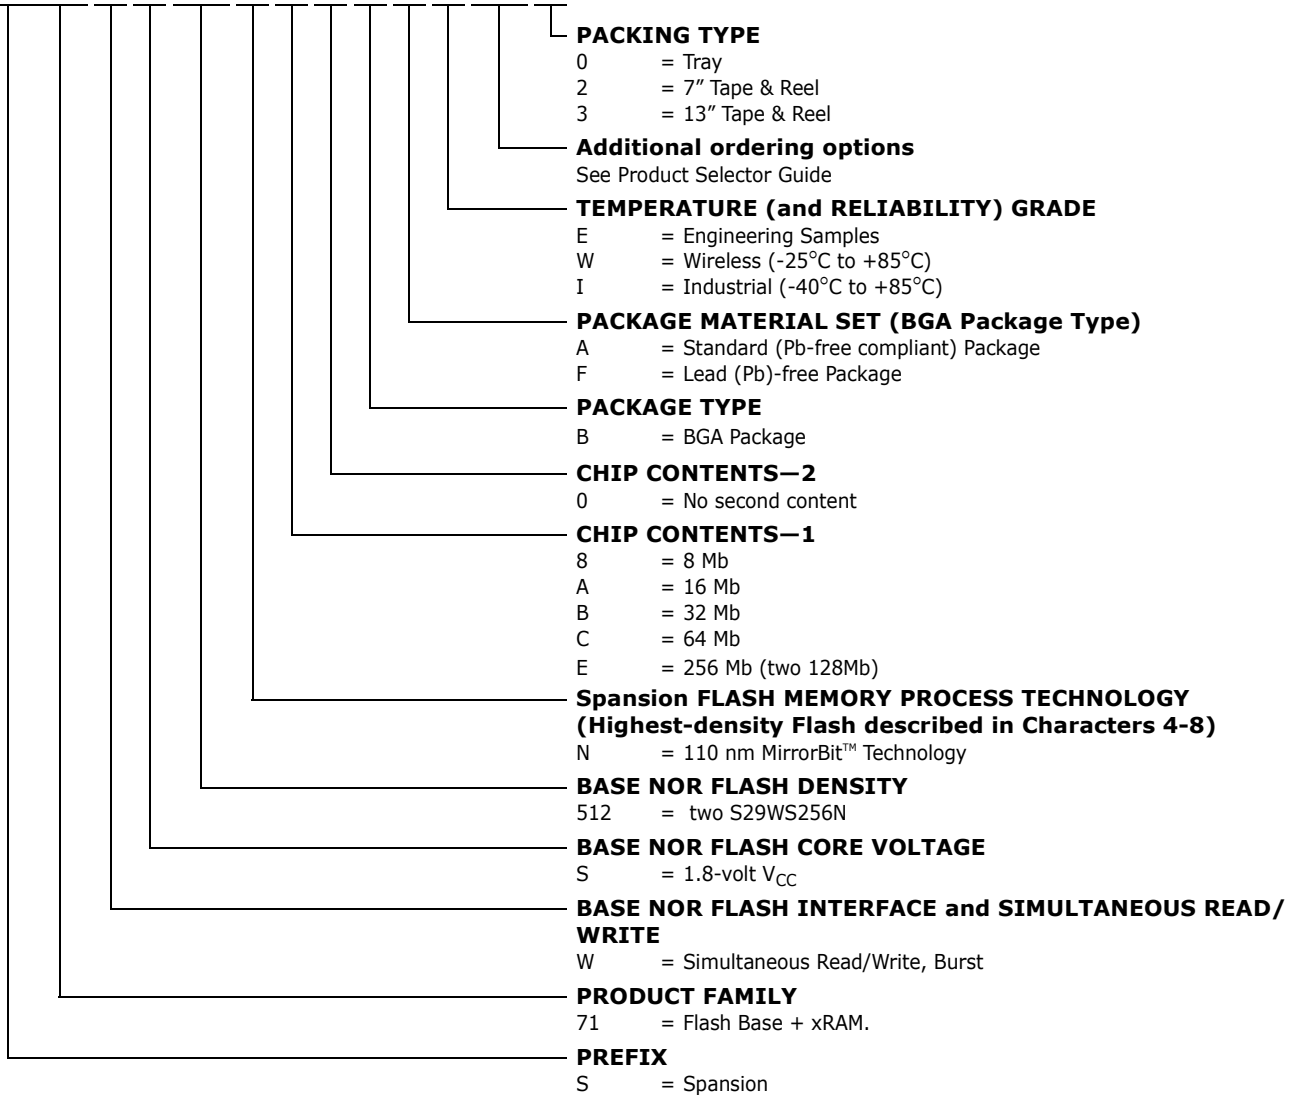 PACKING TYPE
0 = Tray
2 = 7” Tape & Reel
3 = 13” Tape & Reel
Additional ordering options
See Product Selector Guide
TEMPERATURE (and RELIABILITY) GRADE
E = Engineering Samples
W = Wireless (-25°C to +85°C)
I = Industrial (-40°C to +85°C)
PACKAGE MATERIAL SET (BGA Package Type)
A = Standard (Pb-free compliant) Package
F = Lead (Pb)-free Package
PACKAGE TYPE
B = BGA Package
CHIP CONTENTS—2
0 = No second content
CHIP CONTENTS—1
8 = 8 Mb
A = 16 Mb
B = 32 Mb
C = 64 Mb
E = 256 Mb (two 128Mb)
Spansion FLASH MEMORY PROCESS TECHNOLOGY
(Highest-density Flash described in Characters 4-8)
N = 110 nm MirrorBit™ Technology
BASE NOR FLASH DENSITY
512 = two S29WS256N
BASE NOR FLASH CORE VOLTAGE
S = 1.8-volt VCC
BASE NOR FLASH INTERFACE and SIMULTANEOUS READ/
WRITE
W = Simultaneous Read/Write, Burst
PRODUCT FAMILY
71 = Flash Base + xRAM.
PREFIX
S = Spansion